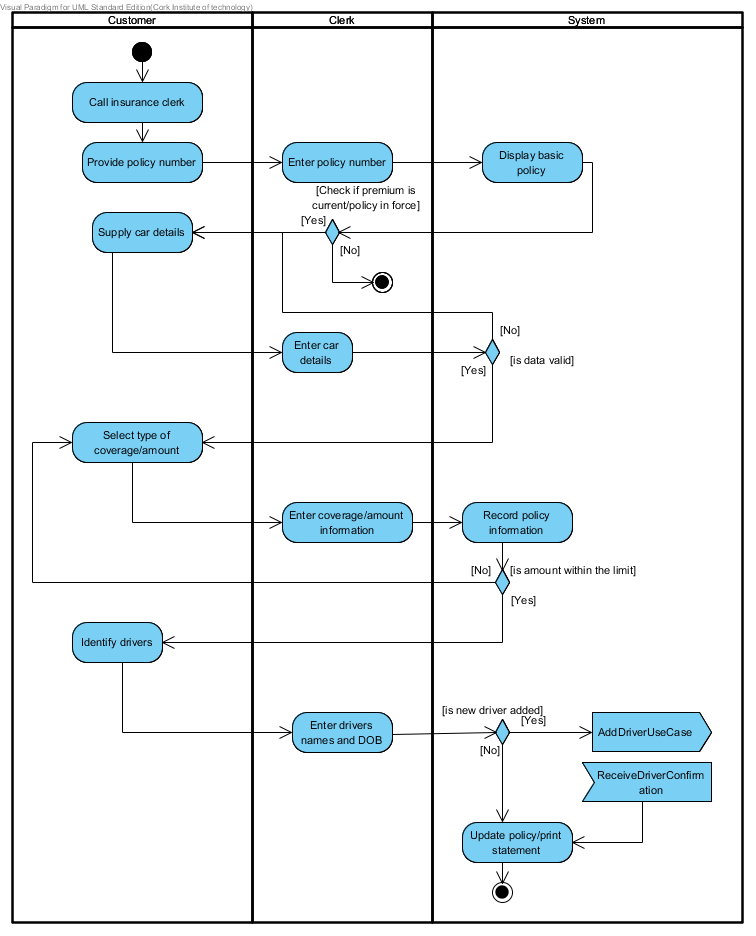 Visual Paradigm for UML Standard Edition(Cork Institute of technology)
Customer
Clerk
System
Call insurance clerk
Provide policy number
Enter policy number
Display basic
policy
[Check if premium is
current/policy in force]
[Yes]
Supply car details
[No]
[No]
Enter car
details
[is data valid]
[Yes]
Select type of
coverage/amount
Enter coverage/amount
information
Record policy
information
[No]
[is amount within the limit]
[Yes]
Identify drivers
[is new driver added]
[Yes]
Enter drivers
names and DOB
AddDriverUseCase
[No]
ReceiveDriverConfirm
ation
Update policy/print
statement